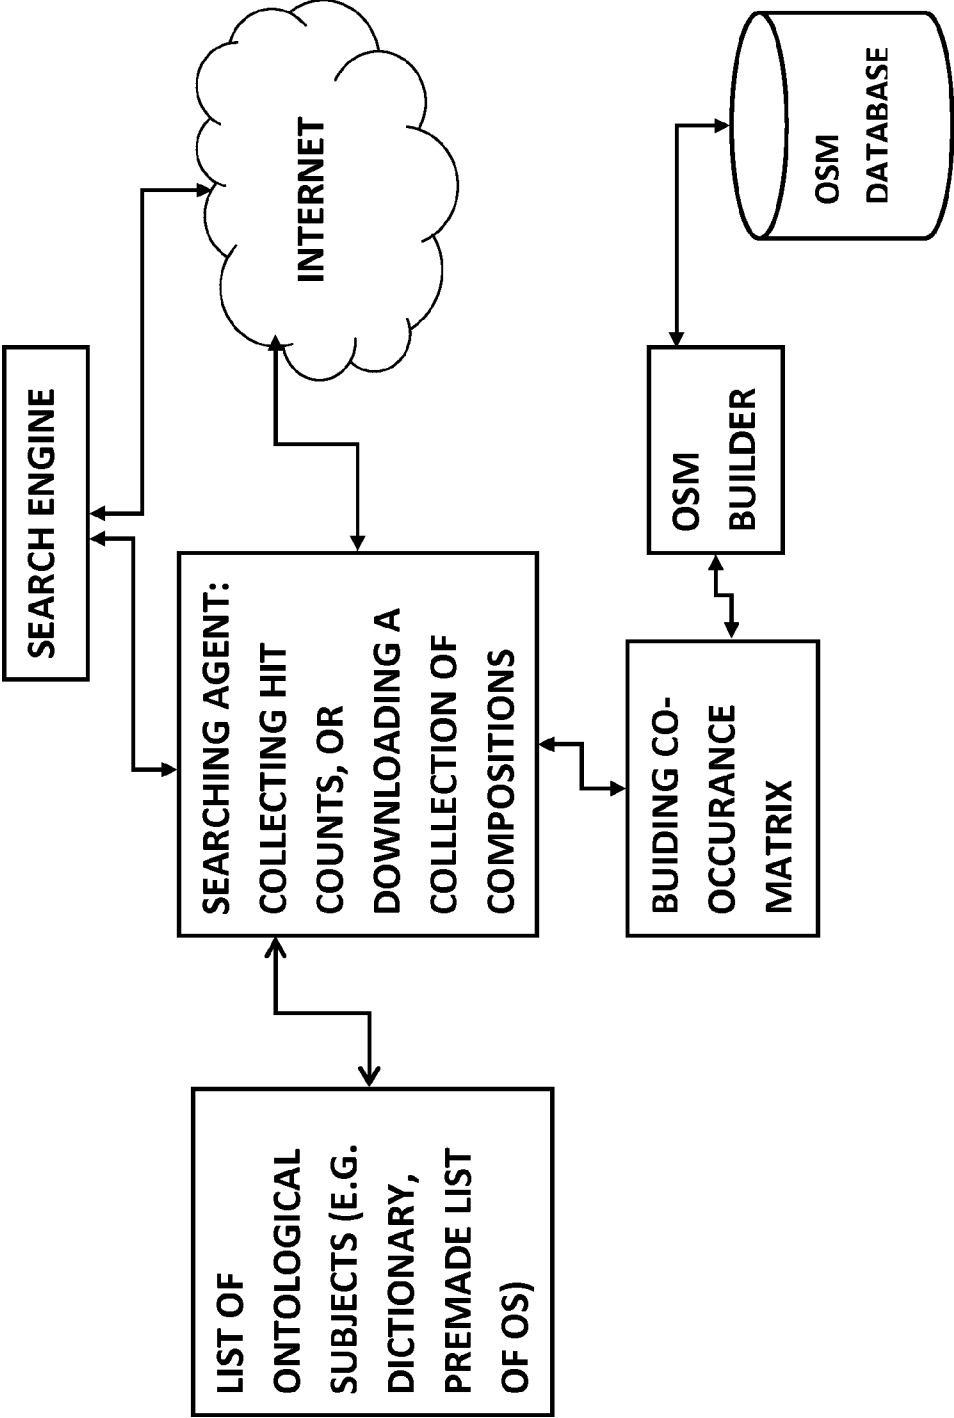 SEARCH ENGINE
INTERNET
LIST OF
ONTOLOGICAL
SUBJECTS (E.G.
DICTIONARY,
PREMADE LIST
OF OS)
SEARCHING AGENT:
COLLECTING HIT
COUNTS, OR
DOWNLOADING A
COLLLECTION OF
COMPOSITIONS
BUIDING CO-
OCCURANCE
MATRIX
OSM
BUILDER
OSM
DATABASE